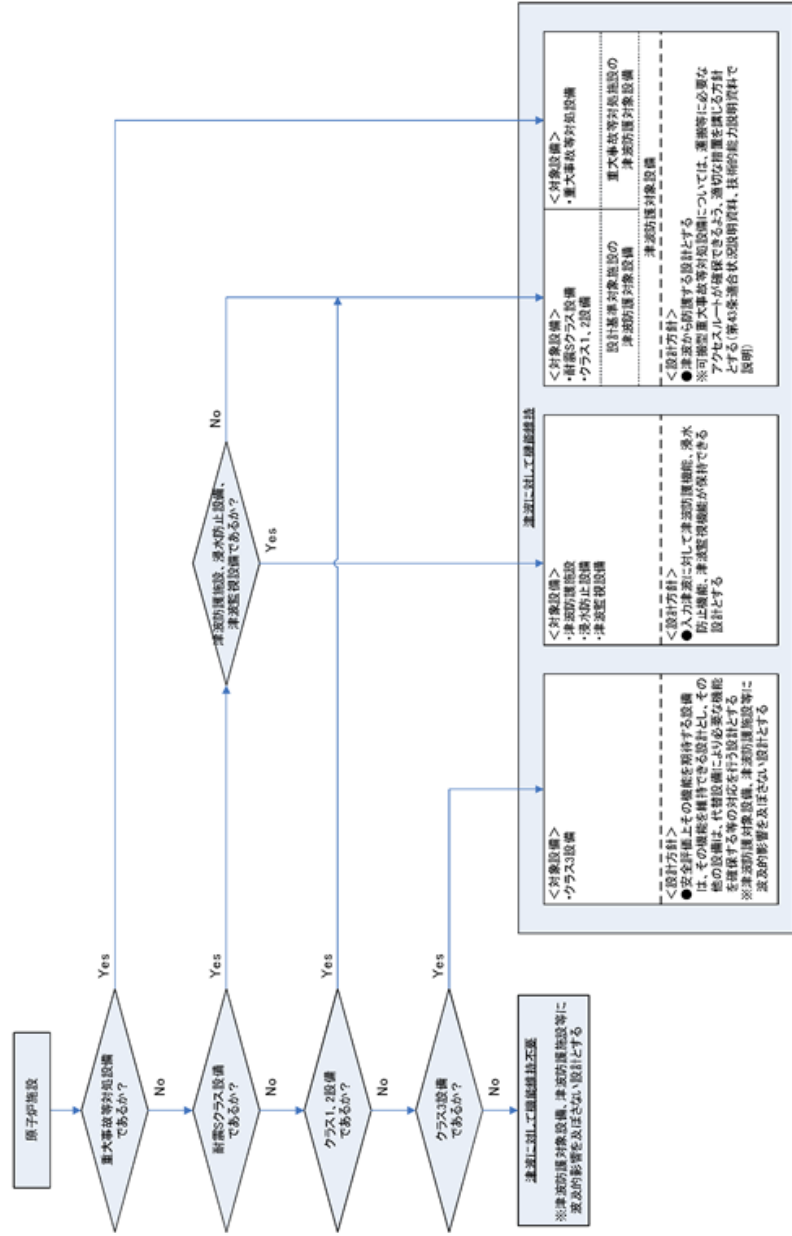 原子炉施設
重大事故等対処設備
であるか？
Yes
No
耐震Sクラス設備
であるか？
Yes
No
津波防護施設、浸水防止設備、
津波監視設備であるか？
No
Yes
クラス1、2設備
であるか？
Yes
No
クラス3設備
であるか？
Yes
No
津波に対して機能維持不要
※津波防護対象設備、津波防護施設等に
波及的影響を及ぼさない設計とする
津波に対して機能維持
＜対象設備＞
・クラス3設備
＜設計方針＞
●安全評価上その機能を期待する設備
は、その機能を維持できる設計とし、その
他の設備は、代替設備により必要な機能
を確保する等の対応を行う設計とする
※津波防護対象設備、津波防護施設等に
波及的影響を及ぼさない設計とする
＜対象設備＞
・津波防護施設
・浸水防止設備
・津波監視設備
＜設計方針＞
●入力津波に対して津波防護機能、浸水
防止機能、津波監視機能が保持できる
設計とする
＜対象設備＞
・耐震Sクラス設備
・クラス1、2設備
設計基準対象施設の
津波防護対象設備
＜対象設備＞
・重大事故等対処設備
重大事故等対処施設の
津波防護対象設備
津波防護対象設備
＜設計方針＞
●津波から防護する設計とする
※可搬型重大事故等対処設備については、運搬等に必要な
アクセスルートが確保できるよう、適切な措置を講じる方針
とする（第43条適合状況説明資料、技術的能力説明資料で
説明）